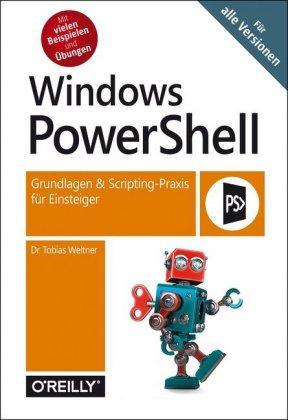 Mit
vielen
Beispielen
und
Übungen
Für
alle Versionen
Windows
PowerShell
Grundlagen & Scripting-Praxis
für Einsteiger
PS>
Dr. Tobias Weltner
O'REILLY®